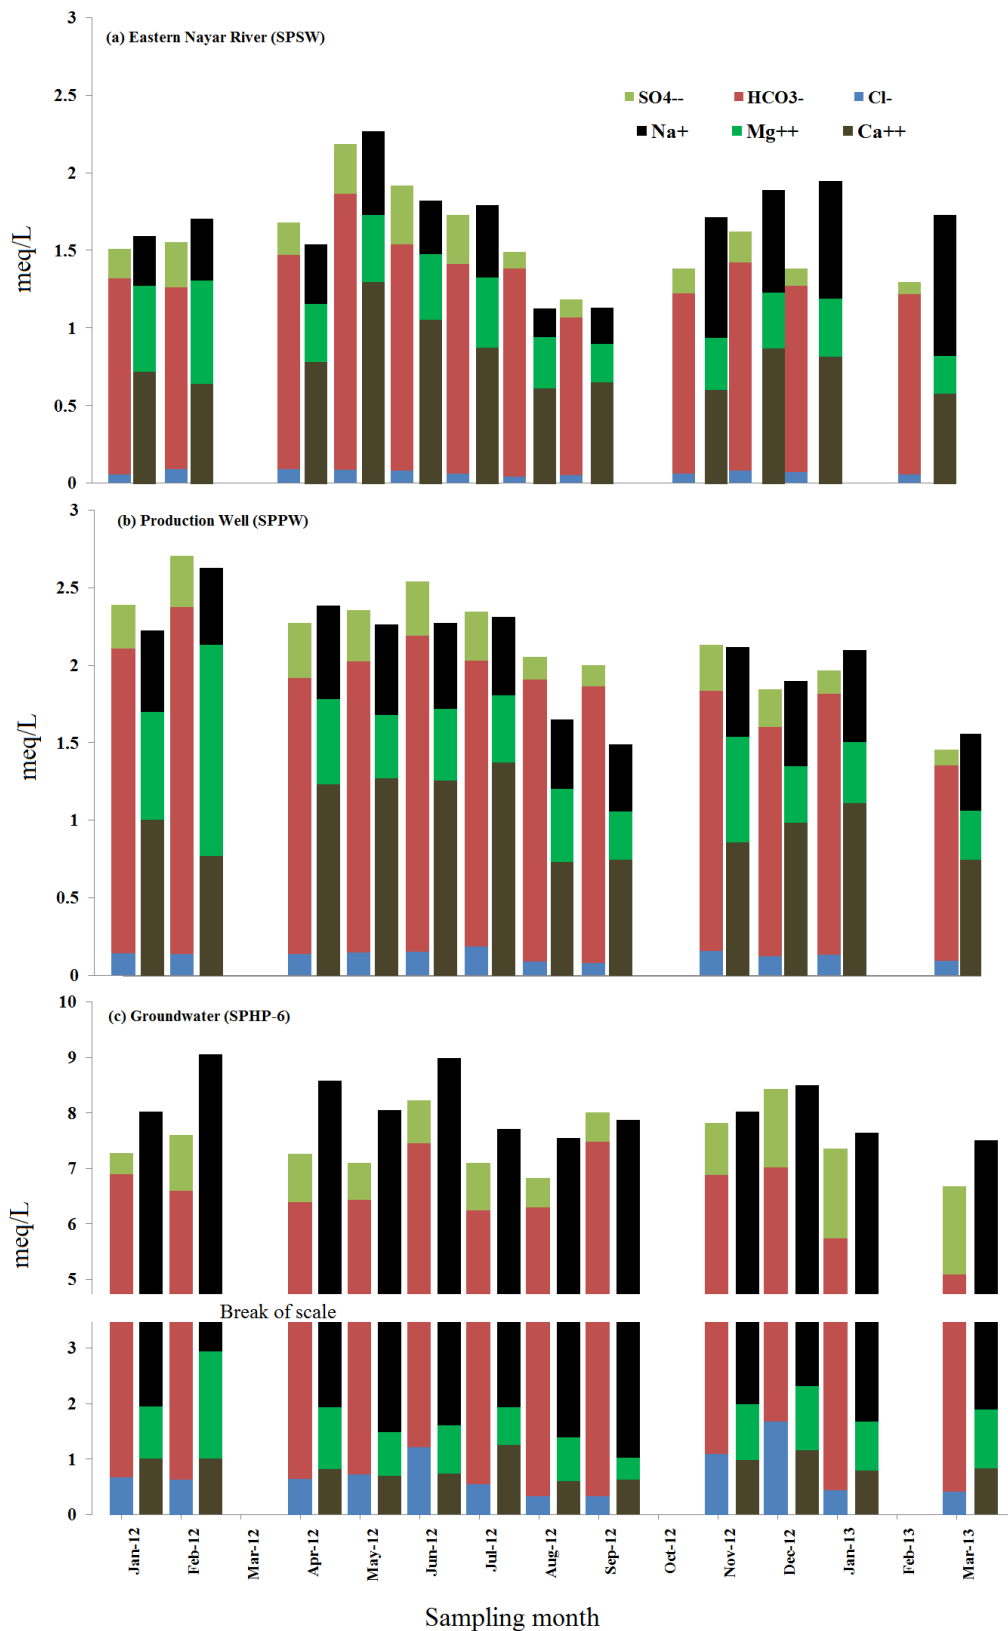 3
(a) Eastern Nayar River (SPSW)
2.5
SO4-- HCO3- Cl-
Na+ Mg++ Ca++
2
meq/L
1.5
1
0.5
0
3
(b) Production Well (SPPW)
2.5
2
meq/L
1.5
1
0.5
0
10
(c) Groundwater (SPHP-6)
9
8
7
meq/L
6
5
Break of scale
3
2
1
0
Jan-12 Feb-12 Mar-12 Apr-12 May-12 Jun-12 Jul-12 Aug-12 Sep-12 Oct-12 Nov-12 Dec-12 Jan-13 Feb-13 Mar-13
Sampling month